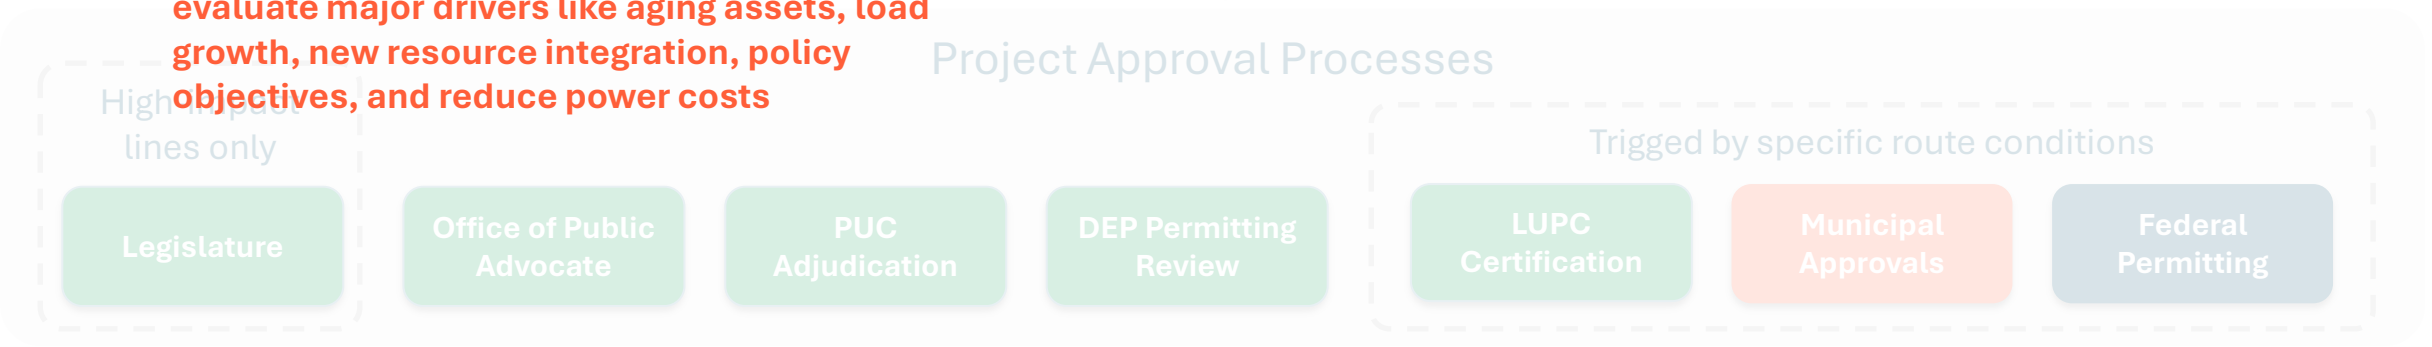 evaluate major drivers like aging assets, load
growth, new resource integration, policy
objectives, and reduce power costs
Project Approval Processes
High-impact
lines only
Trigged by specific route conditions
Legislature
Office of Public
Advocate
PUC
Adjudication
DEP Permitting
Review
LUPC
Certification
Municipal
Approvals
Federal
Permitting